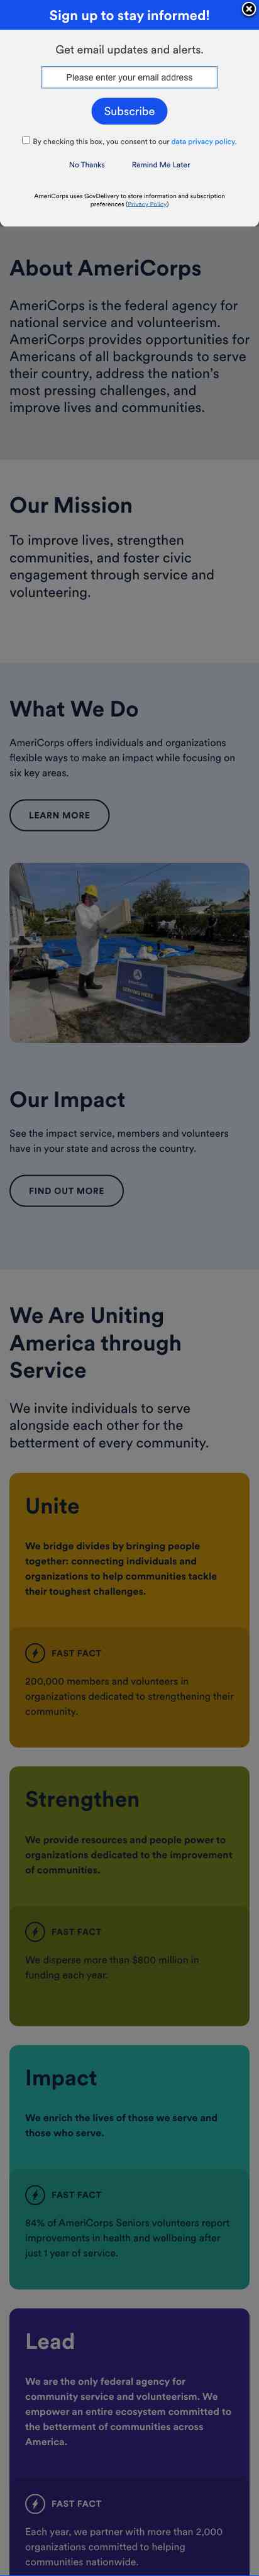 Sign up to stay informed!
Get email updates and alerts.
Please enter your email address
Subscribe
By checking this box, you consent to our data privacy policy.
No Thanks Remind Me Later
AmeriCorps uses GovDelivery to store information and subscription
preferences (Privacy Policy)
About AmeriCorps
AmeriCorps is the federal agency for
national service and volunteerism.
AmeriCorps provides opportunities for
Americans of all backgrounds to serve
their country, address the nation's
most pressing challenges, and
improve lives and communities.
Our Mission
To improve lives, strengthen
communities, and foster civic
engagement through service and
volunteering.
What We Do
AmeriCorps offers individuals and organizations
flexible ways to make an impact while focusing on
six key areas.
LEARN MORE
SERVING HERE
Our Impact
See the impact service, members and volunteers
have in your state and across the country.
FIND OUT MORE
We Are Uniting
America through
Service
We invite individuals to serve
alongside each other for the
betterment of every community.
Unite
We bridge divides by bringing people
together: connecting individuals and
organizations to help communities tackle
their toughest challenges.
FAST FACT
200,000 members and volunteers in
organizations dedicated to strengthening their
community.
Strengthen
We provide resources and people power to
organizations dedicated to the improvement
of communities.
FAST FACT
We disperse more than $800 million in
funding each year.
Impact
We enrich the lives of those we serve and
those who serve.
FAST FACT
84% of AmeriCorps Seniors volunteers report
improvements in health and wellbeing after
just 1 year of service.
Lead
We are the only federal agency for
community service and volunteerism. We
empower an entire ecosystem committed to
the betterment of communities across
America.
FAST FACT
Each year, we partner with more than 2,000
organizations committed to helping
communities nationwide.